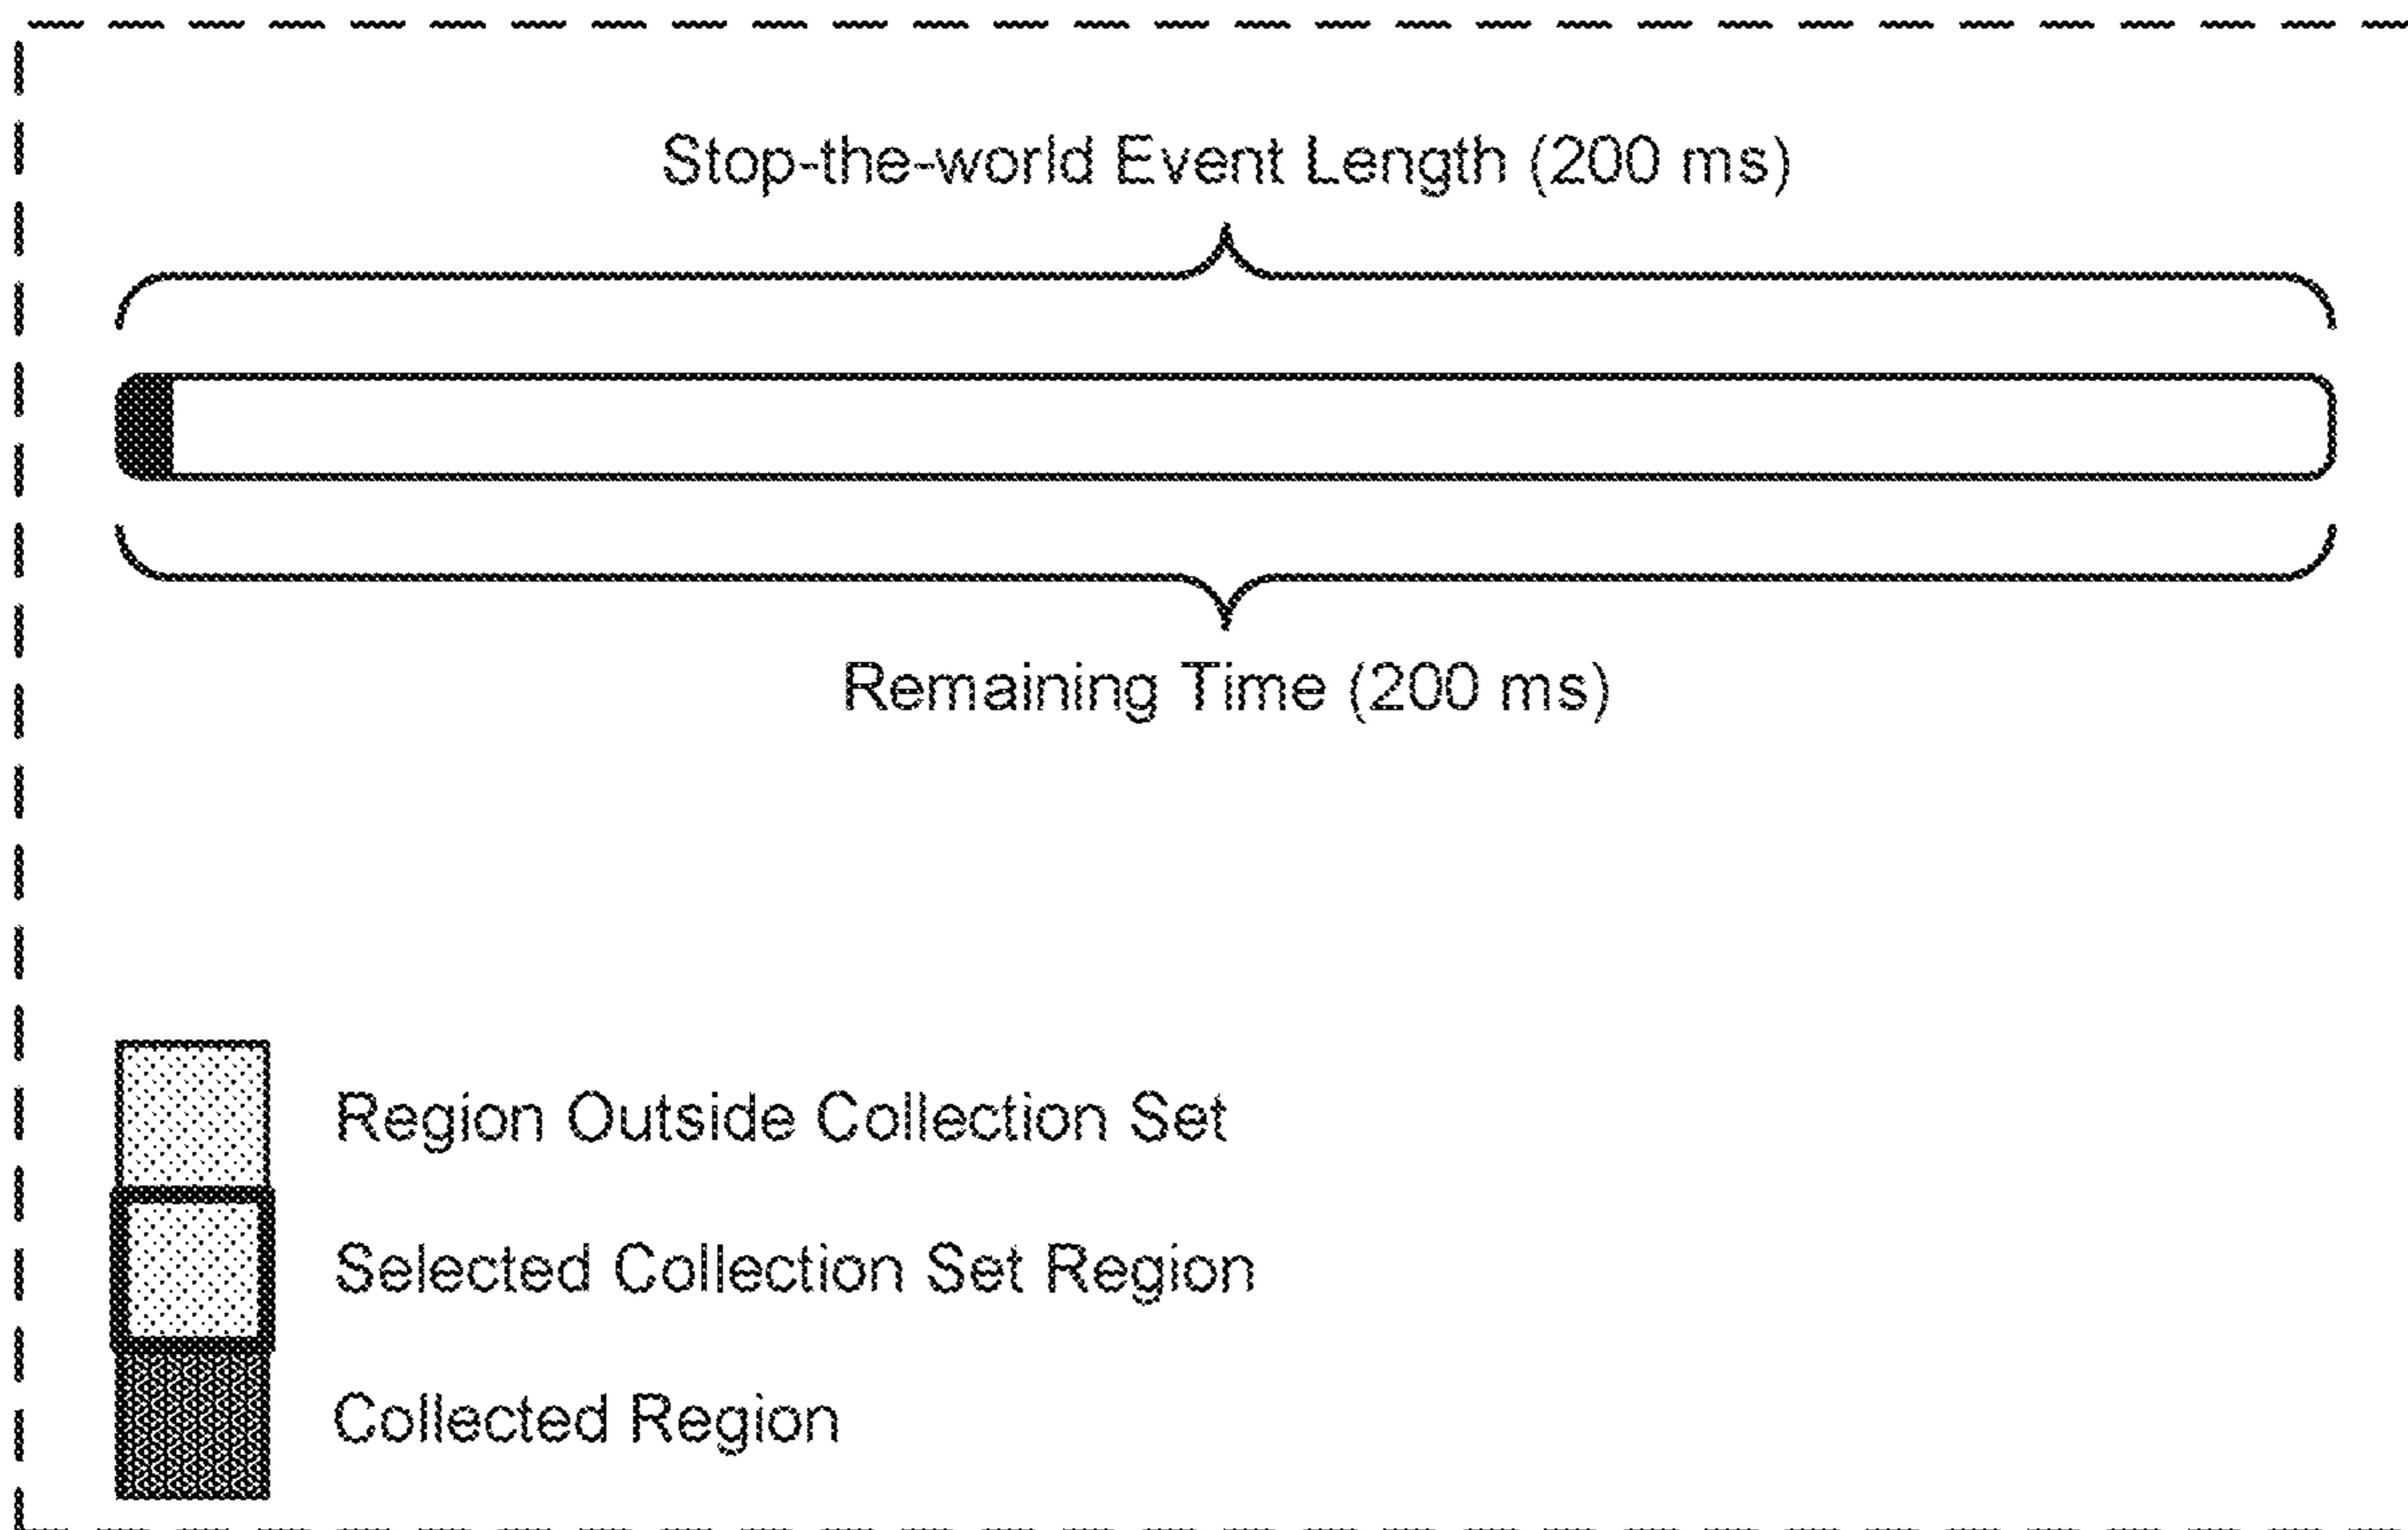 Stop-the-world Event Length (200 ms)
Remaining Time (200 ms)
Region Outside Collection Set
Selected Collection Set Region
Collected Region